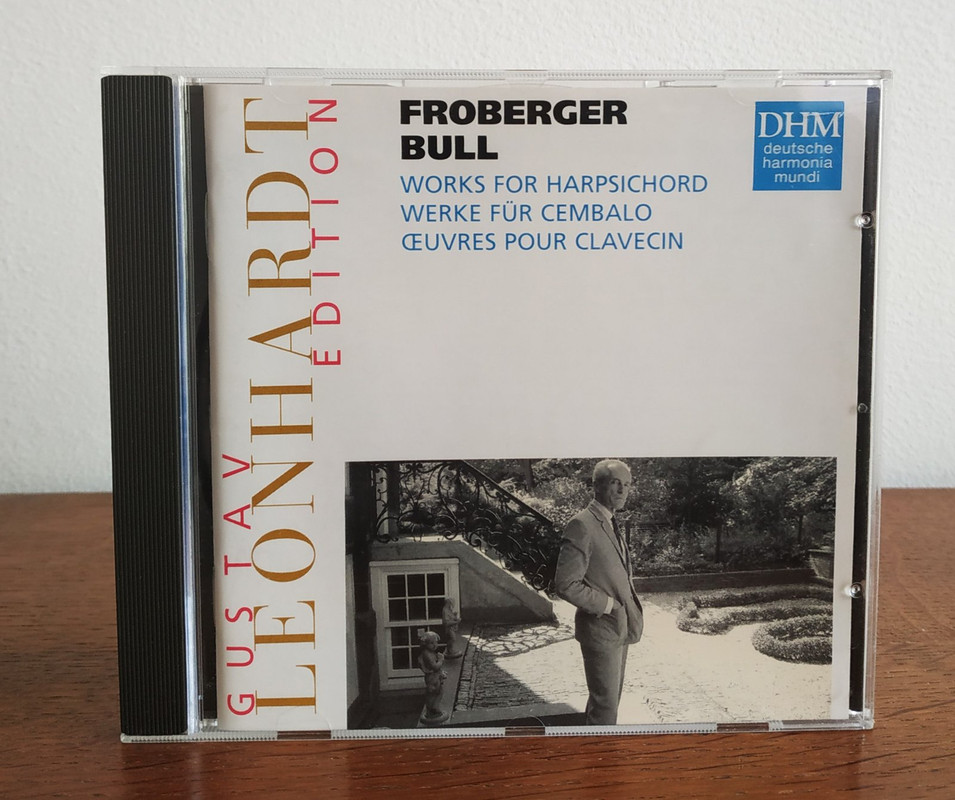 GUSTAV
LEONHARDT
EDITION
FROBERGER
BULL
WORKS FOR HARPSICHORD
WERKE FÜR CEMBALO
ŒUVRES POUR CLAVECIN
DHM
deutsche
harmonia
mundi